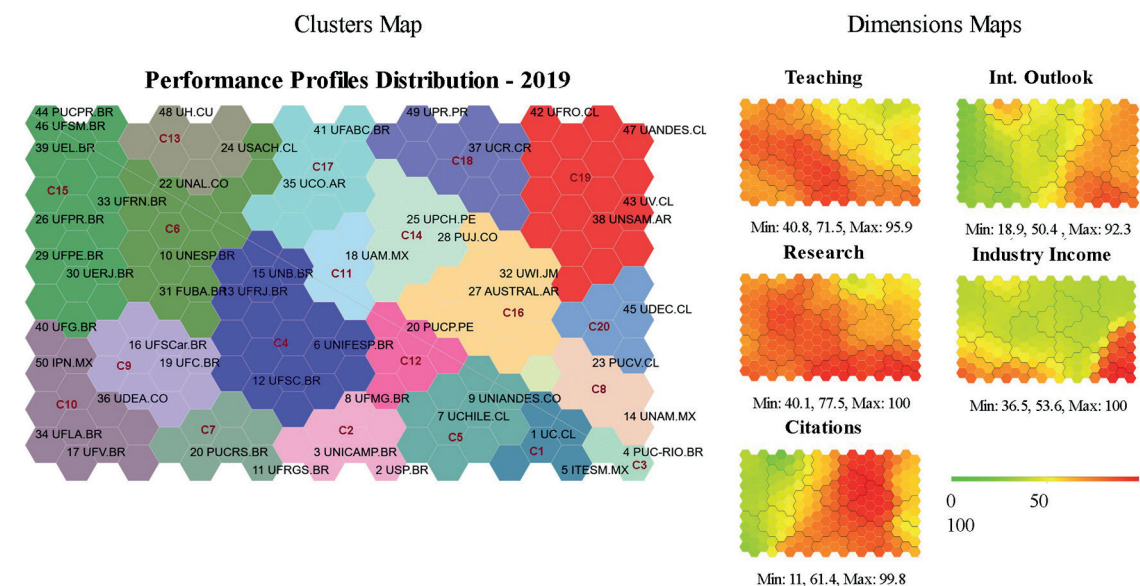 Clusters Map
Dimensions Maps
Performance Profiles Distribution - 2019
44 PUCPR.BR
48 UH.CU
49 UPR.PR
42 UFRO.CL
46 UFSM.BR
41 UFABC.BR
47 UANDES.CL
C13
39 UEL.BR
24 USACH.CL
37 UCR.CR
C17
C18
C19
22 UNAL.CO
35 UCO.AR
C15
33 UFRN.BR
43 UV.CL
26 UFPR.BR
25 UPCH.PE
38 UNSAM.AR
C6
C14
28 PUJ.CO
29 UFPE.BR
10 UNESP.BR
18 UAM.MX
30 UERJ.BR
15 UNB.BR
C11
32 UWI.JM
31 FUBA.BR
13 UFRJ.BR
27 AUSTRAL.AR
45 UDEC.CL
C16
40 UFG.BR
20 PUCP.PE
C20
16 UFSCar.BR
C4
6 UNIFESP.BR
50 IPN.MX
C9
19 UFC.BR
C12
23 PUCV.CL
12 UFSC.BR
C8
36 UDEA.CO
8 UFMG.BR
9 UNIANDES.CO
C10
7 UCHILE.CL
14 UNAM.MX
34 UFLA.BR
C7
C2
C5
1 UC.CL
17 UFV.BR
20 PUCRS.BR
3 UNICAMP.BR
C1
4 PUC-RIO.BR
11 UFRGS.BR
2 USP.BR
5 ITESM.MX
C3
Teaching
Int. Outlook
Min: 40.8, 71.5, Max: 95.9
Min: 18.9, 50.4 , Max: 92.3
Research
Industry Income
Min: 40.1, 77.5, Max: 100
Min: 36.5, 53.6, Max: 100
Citations
0
50
100
Min: 11, 61.4, Max: 99.8